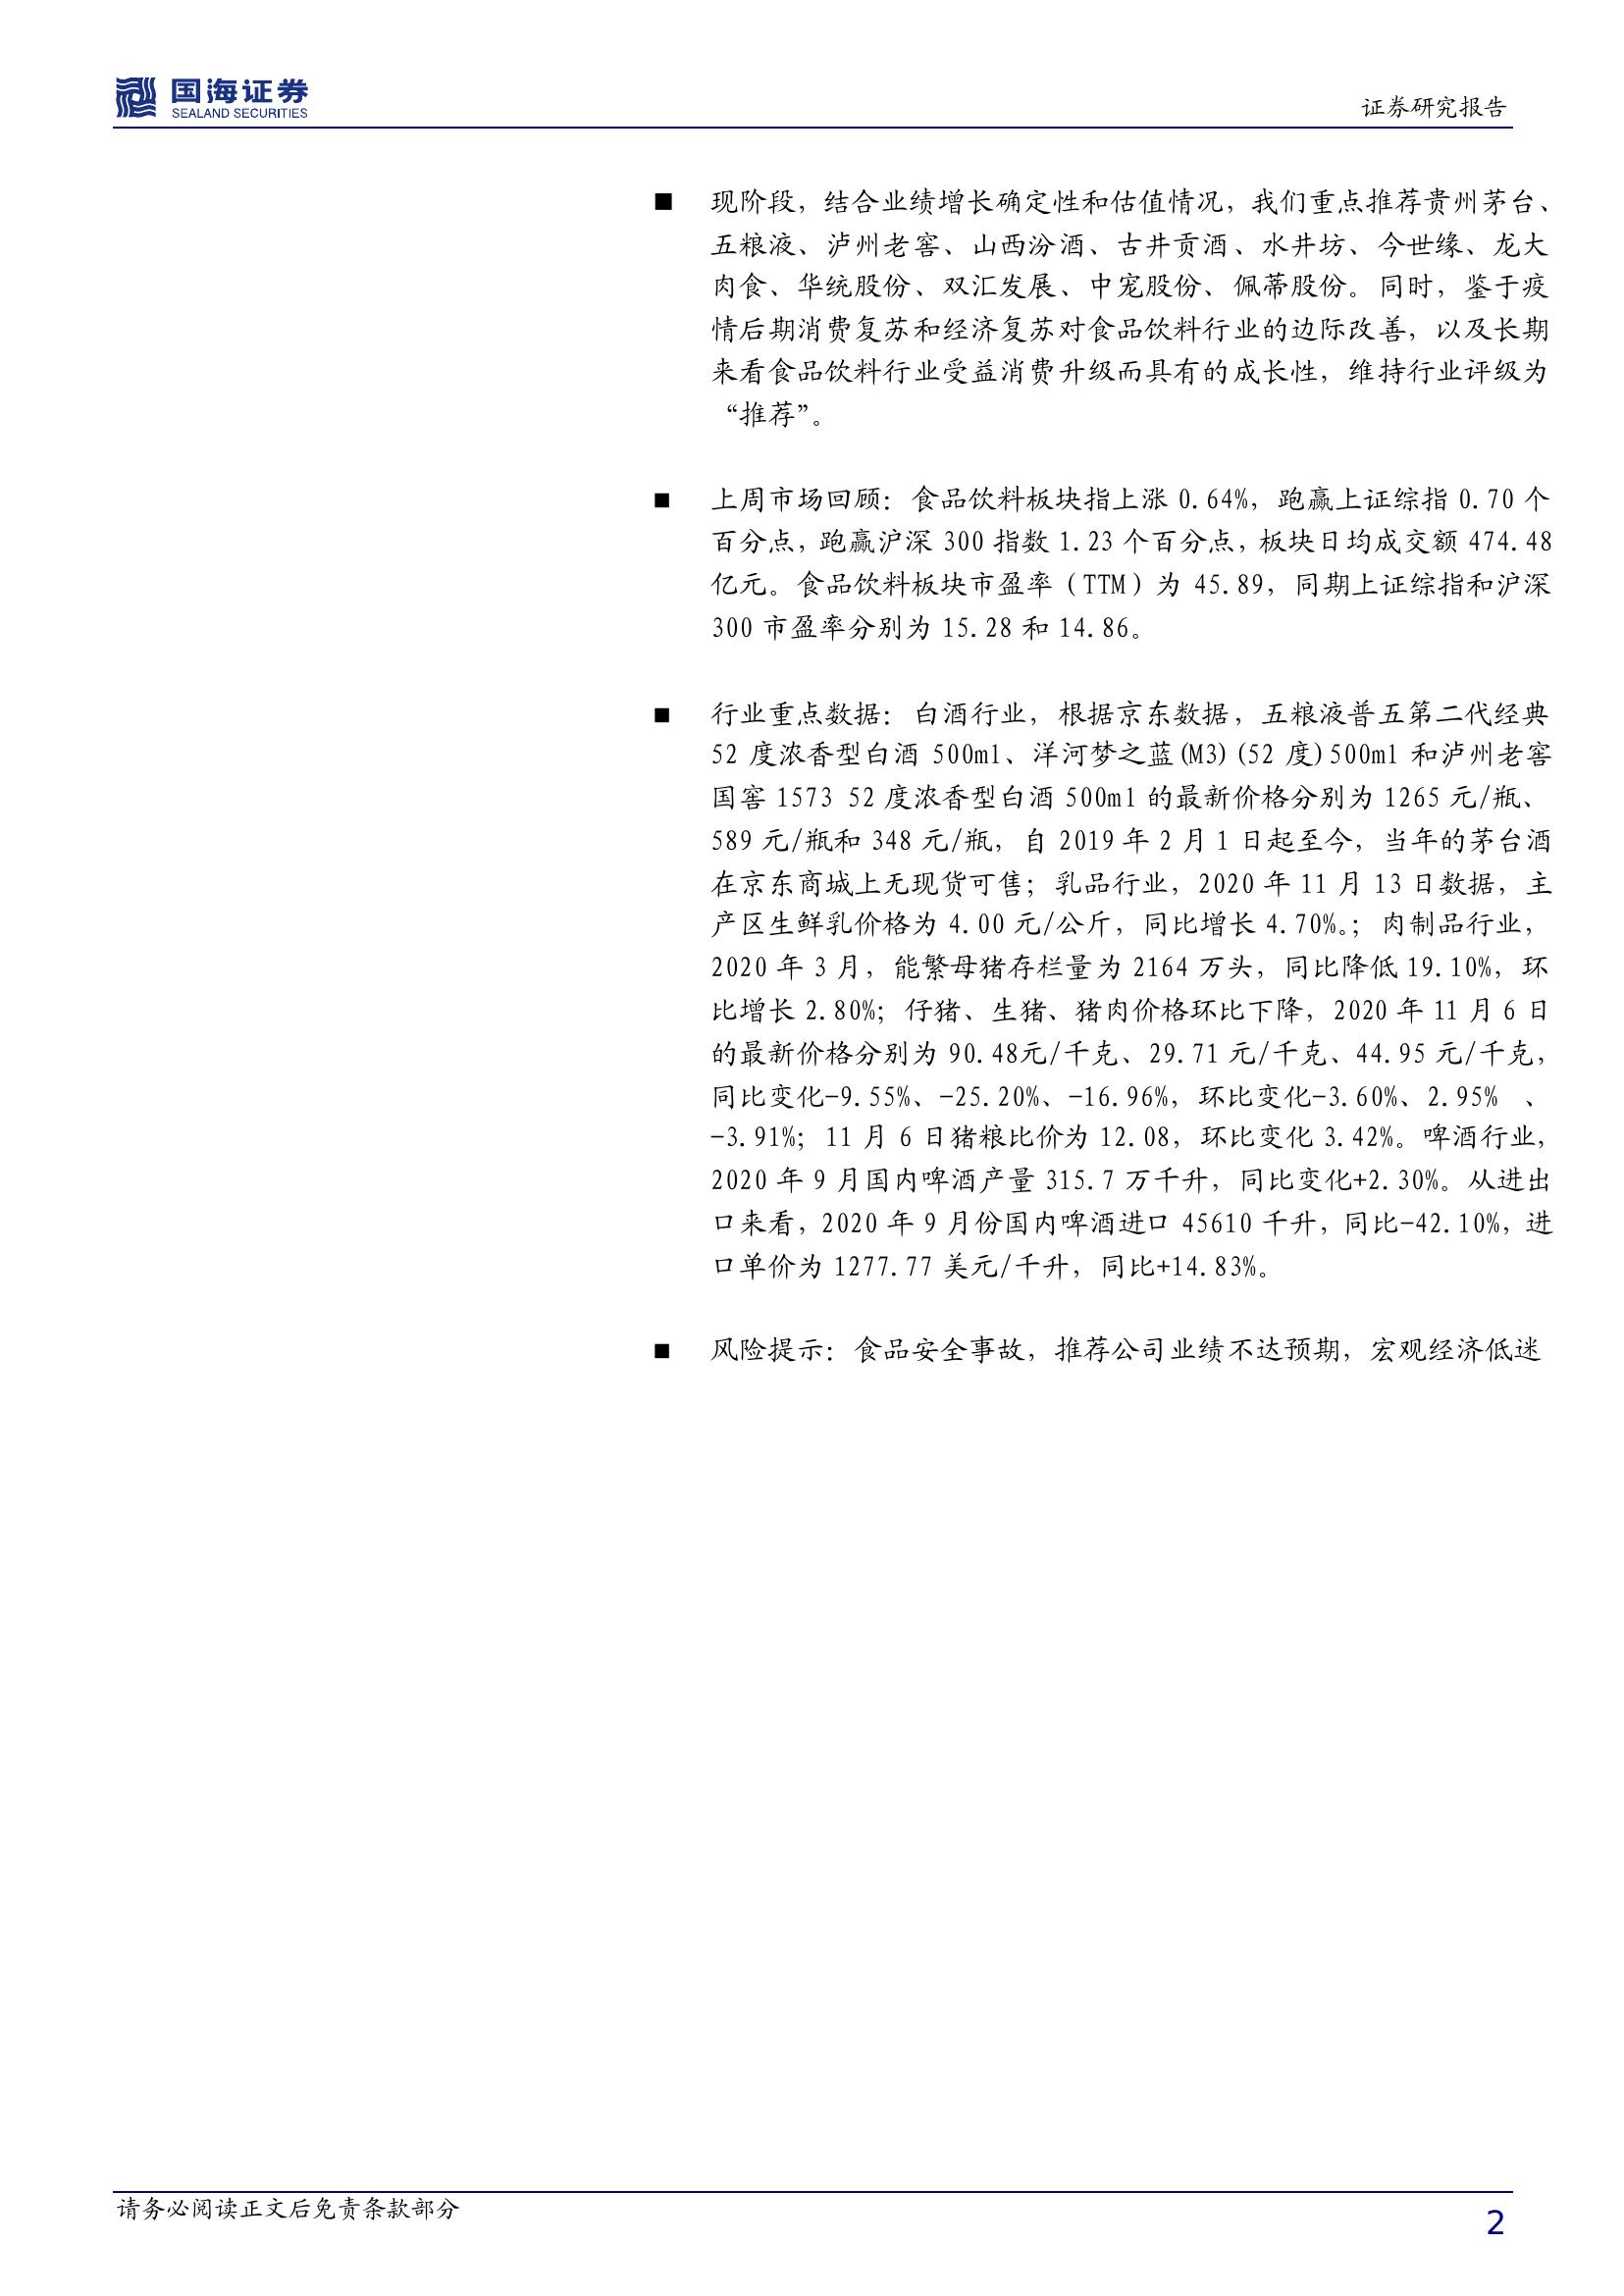 国海证券
SEALAND SECURITIES
证券研究报告
■ 现阶段，结合业绩增长确定性和估值情况，我们重点推荐贵州茅台、
五粮液、泸州老窖、山西汾酒、古井贡酒、水井坊、今世缘、龙大
肉食、华统股份、双汇发展、中宠股份、佩蒂股份。同时，鉴于疫
情后期消费复苏和经济复苏对食品饮料行业的边际改善，以及长期
来看食品饮料行业受益消费升级而具有的成长性，维持行业评级为
“推荐”。
■ 上周市场回顾：食品饮料板块指上涨 0.64%，跑赢上证综指 0.70 个
百分点，跑赢沪深 300 指数 1.23 个百分点，板块日均成交额 474.48
亿元。食品饮料板块市盈率（TTM）为 45.89，同期上证综指和沪深
300 市盈率分别为 15.28 和 14.86。
■ 行业重点数据：白酒行业，根据京东数据，五粮液普五第二代经典
52 度浓香型白酒 500ml、洋河梦之蓝(M3)(52 度)500ml 和泸州老窖
国窖 1573 52 度浓香型白酒 500ml 的最新价格分别为 1265 元/瓶、
589 元/瓶和 348 元/瓶，自 2019 年 2 月 1 日起至今，当年的茅台酒
在京东商城上无现货可售；乳品行业，2020 年 11 月 13 日数据，主
产区生鲜乳价格为 4.00 元/公斤，同比增长 4.70%。；肉制品行业，
2020 年 3 月，能繁母猪存栏量为 2164 万头，同比降低 19.10%，环
比增长 2.80%；仔猪、生猪、猪肉价格环比下降，2020 年 11 月 6 日
的最新价格分别为 90.48元/千克、29.71 元/千克、44.95 元/千克，
同比变化-9.55%、-25.20%、-16.96%，环比变化-3.60%、2.95% 、
-3.91%；11 月 6 日猪粮比价为 12.08，环比变化 3.42%。啤酒行业，
2020 年 9 月国内啤酒产量 315.7 万千升，同比变化+2.30%。从进出
口来看，2020 年 9 月份国内啤酒进口 45610 千升，同比-42.10%，进
口单价为 1277.77 美元/千升，同比+14.83%。
■ 风险提示：食品安全事故，推荐公司业绩不达预期，宏观经济低迷
请务必阅读正文后免责条款部分
2